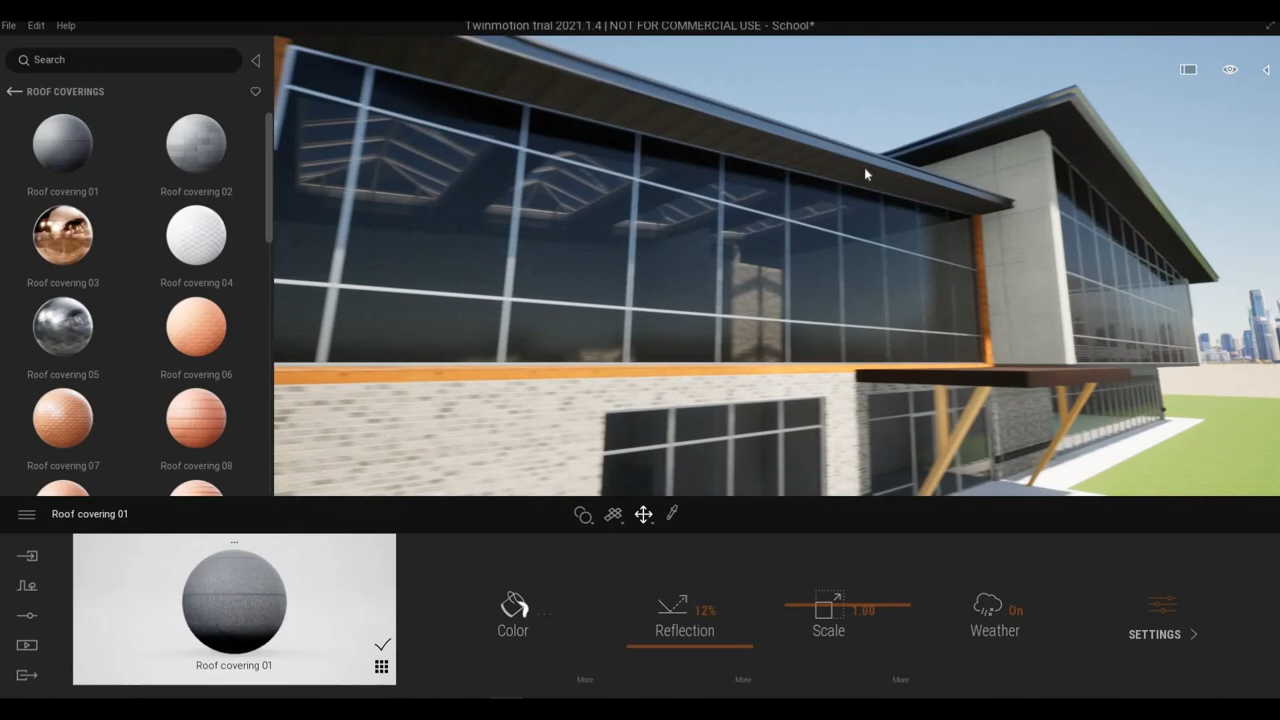 Twinmotion trial 2021.1.4 | NOT FOR COMMERCIAL USE - School*
File Edit Help
Search
ROOF COVERINGS
Roof covering 01 Roof covering 02
Roof covering 03 Roof covering 04
Roof covering 05 Roof covering 06
Roof covering 07 Roof covering 08
Roof covering 01
...
Roof covering 01
Color ...
Reflection 12%
Scale 1.00
Weather On
SETTINGS
More More More